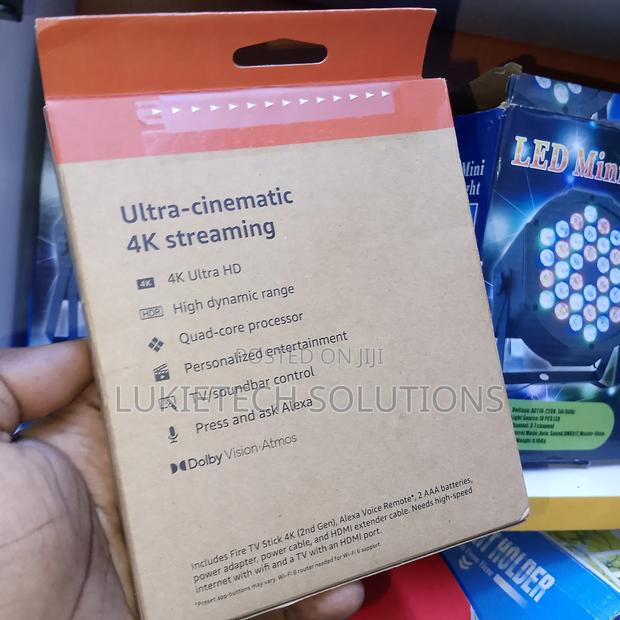 Ultra-cinematic
4K streaming
4K 4K Ultra HD
HDR High dynamic range
Quad-core processor
Personalized entertainment
TV/soundbar control
Press and ask Alexa
Dolby Vision·Atmos
Includes Fire TV Stick 4K (2nd Gen), Alexa Voice Remote*, 2 AAA batteries,
power adapter, power cable, and HDMI extender cable. Needs high-speed
internet with wifi and a TV with an HDMI port.
*Preset app buttons may vary. Wi-Fi 6 router needed for Wi-Fi 6 support.
POSTED ON JIJI
LUKIETECH SOLUTIONS
Mini
LED Mini
HOLDER